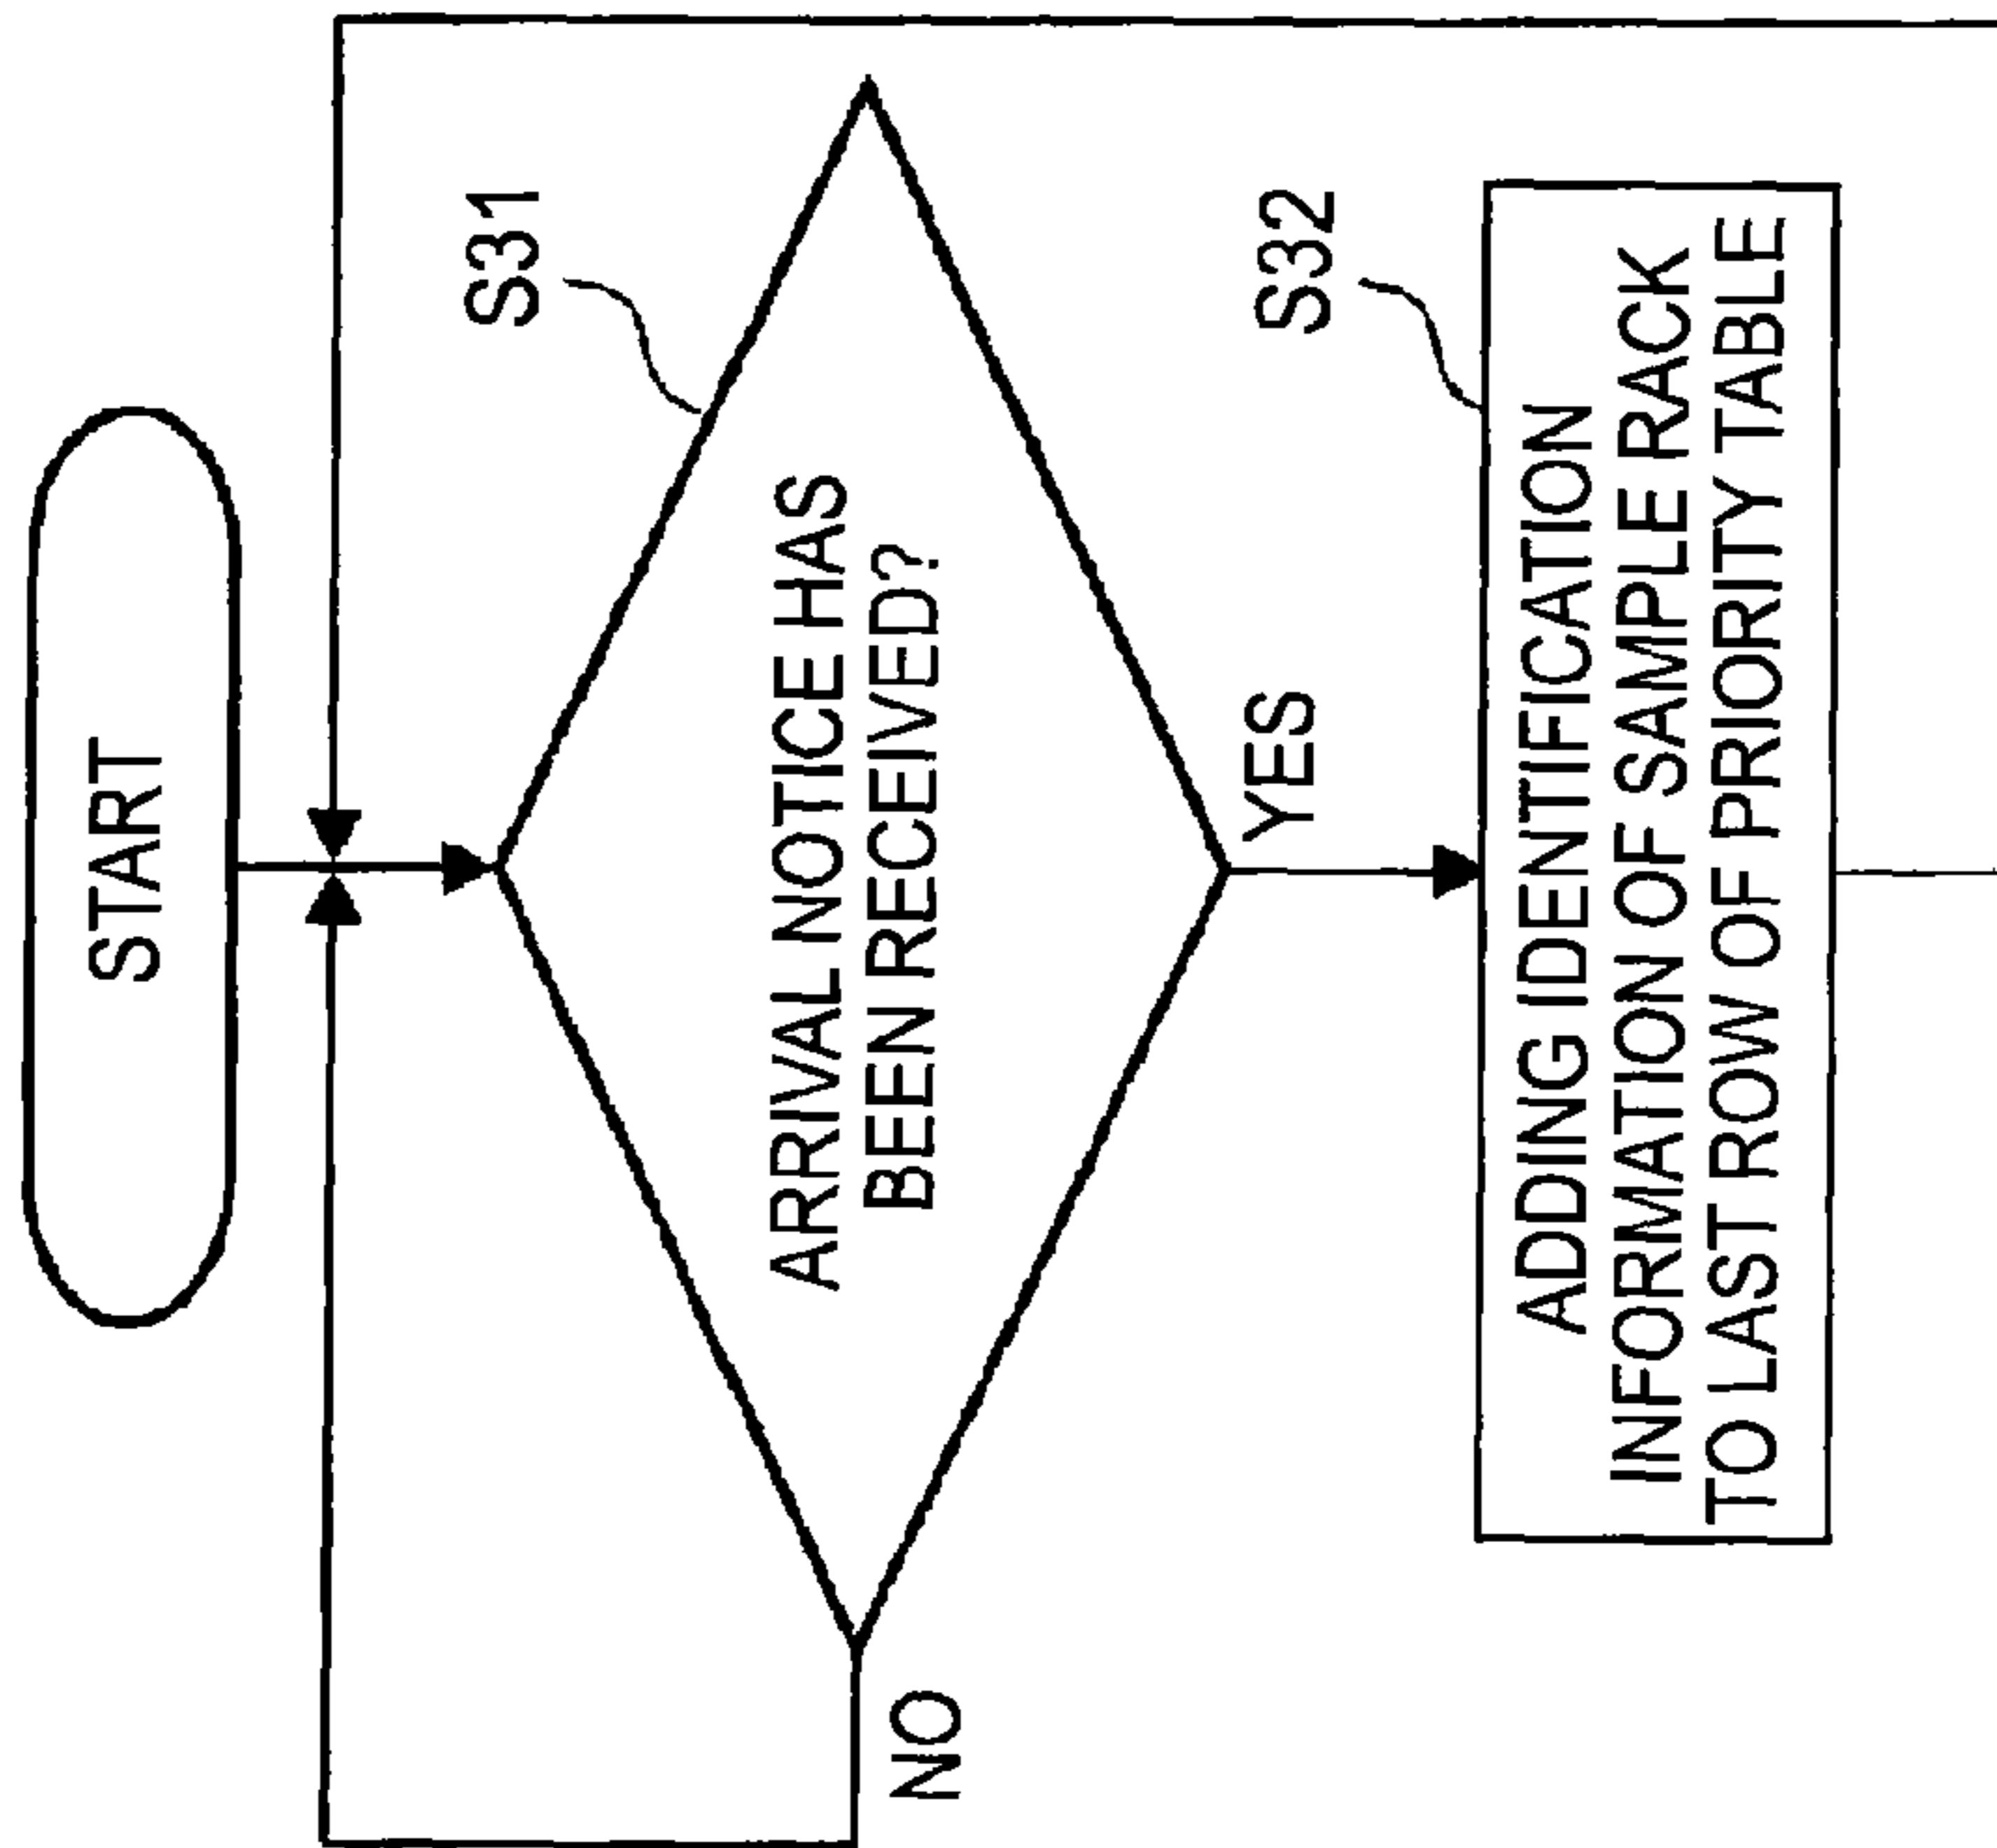 START
S31
ARRIVAL NOTICE HAS
BEEN RECEIVED?
NO
YES
S32
ADDING IDENTIFICATION
INFORMATION OF SAMPLE RACK
TO LAST ROW OF PRIORITY TABLE